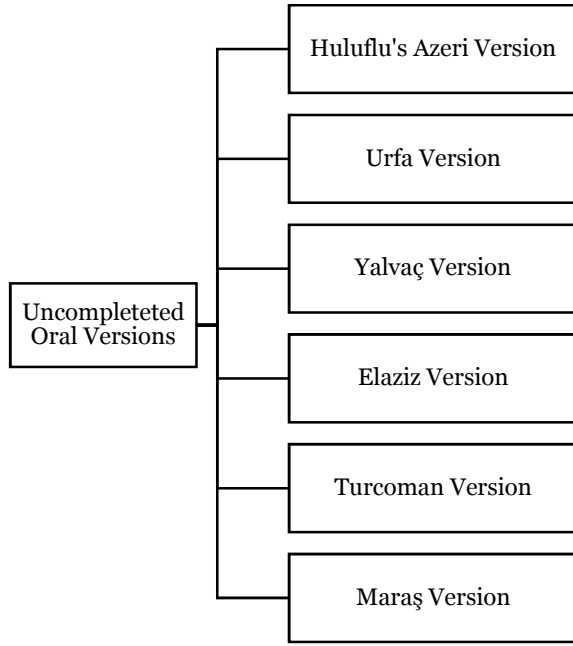 Huluflu's Azeri Version
Urfa Version
Yalvaç Version
Uncompleteted
Oral Versions
Elaziz Version
Turcoman Version
Maraş Version